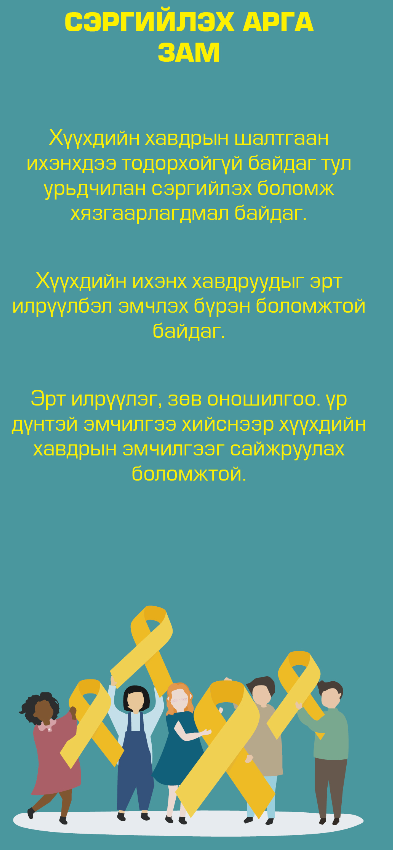 СЭРГИЙЛЭХ АРГА
ЗАМ
Хүүхдийн хавдрын шалтгаан
ихэнхдээ тодорхойгүй байдаг тул
урьдчилан сэргийлэх боломж
хязгаарлагдмал байдаг.
Хүүхдийн ихэнх хавдруудыг эрт
илрүүлбэл эмчлэх бүрэн боломжтой
байдаг.
Эрт илрүүлэг, зөв оношилгоо. үр
дүнтэй эмчилгээ хийснээр хүүхдийн
хавдрын эмчилгээг сайжруулах
боломжтой.